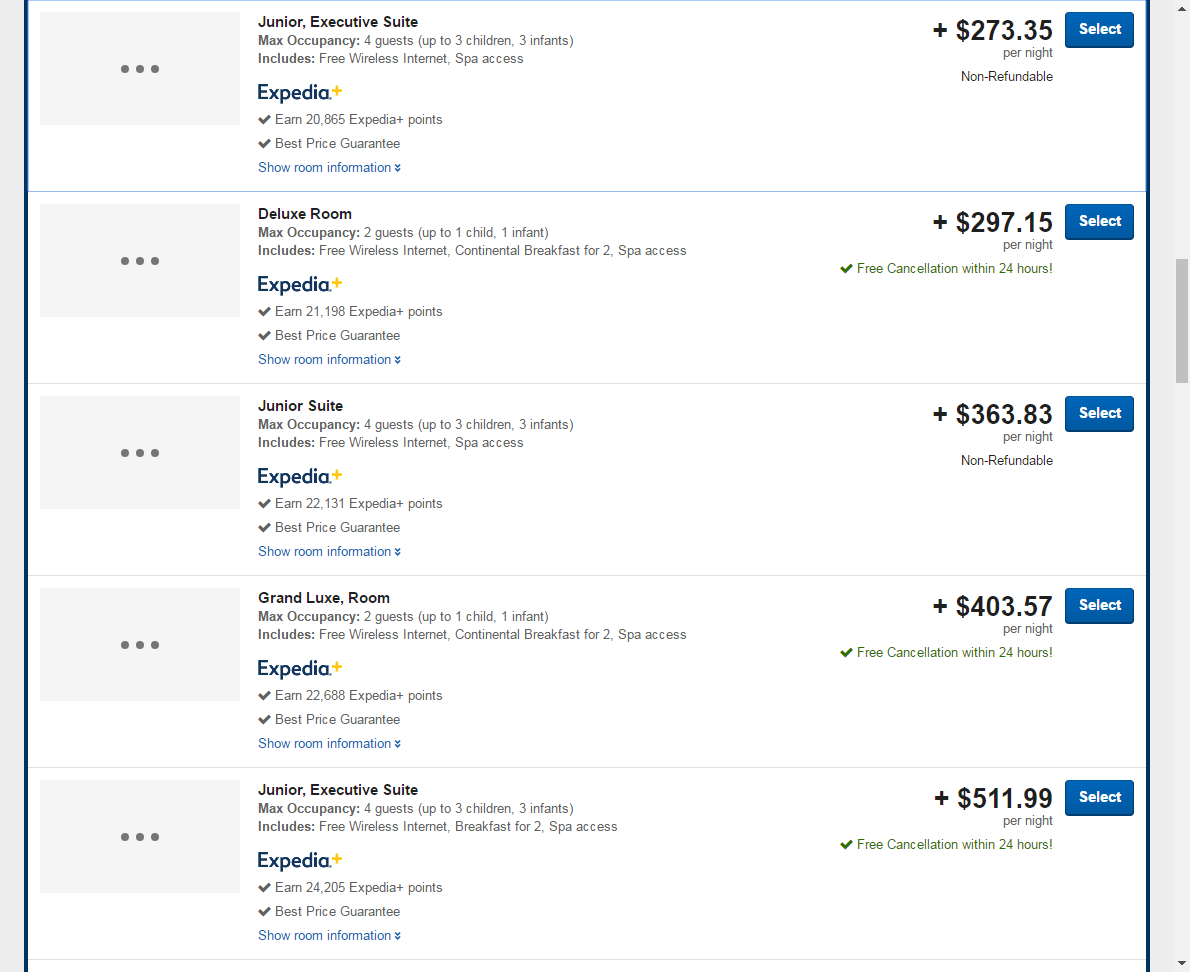 Junior, Executive Suite
+ $273.35
Select
Max Occupancy: 4 guests (up to 3 children, 3 infants)
per night
Includes: Free Wireless Internet, Spa access
Non-Refundable
Expedia+
Earn 20,865 Expedia+ points
Best Price Guarantee
Show room information
Deluxe Room
+ $297.15
Select
Max Occupancy: 2 guests (up to 1 child, 1 infant)
per night
Includes: Free Wireless Internet, Continental Breakfast for 2, Spa access
Free Cancellation within 24 hours!
Expedia+
Earn 21,198 Expedia+ points
Best Price Guarantee
Show room information
Junior Suite
+ $363.83
Select
Max Occupancy: 4 guests (up to 3 children, 3 infants)
per night
Includes: Free Wireless Internet, Spa access
Non-Refundable
Expedia+
Earn 22,131 Expedia+ points
Best Price Guarantee
Show room information
Grand Luxe, Room
+ $403.57
Select
Max Occupancy: 2 guests (up to 1 child, 1 infant)
per night
Includes: Free Wireless Internet, Continental Breakfast for 2, Spa access
Free Cancellation within 24 hours!
Expedia+
Earn 22,688 Expedia+ points
Best Price Guarantee
Show room information
Junior, Executive Suite
+ $511.99
Select
Max Occupancy: 4 guests (up to 3 children, 3 infants)
per night
Includes: Free Wireless Internet, Breakfast for 2, Spa access
Free Cancellation within 24 hours!
Expedia+
Earn 24,205 Expedia+ points
Best Price Guarantee
Show room information